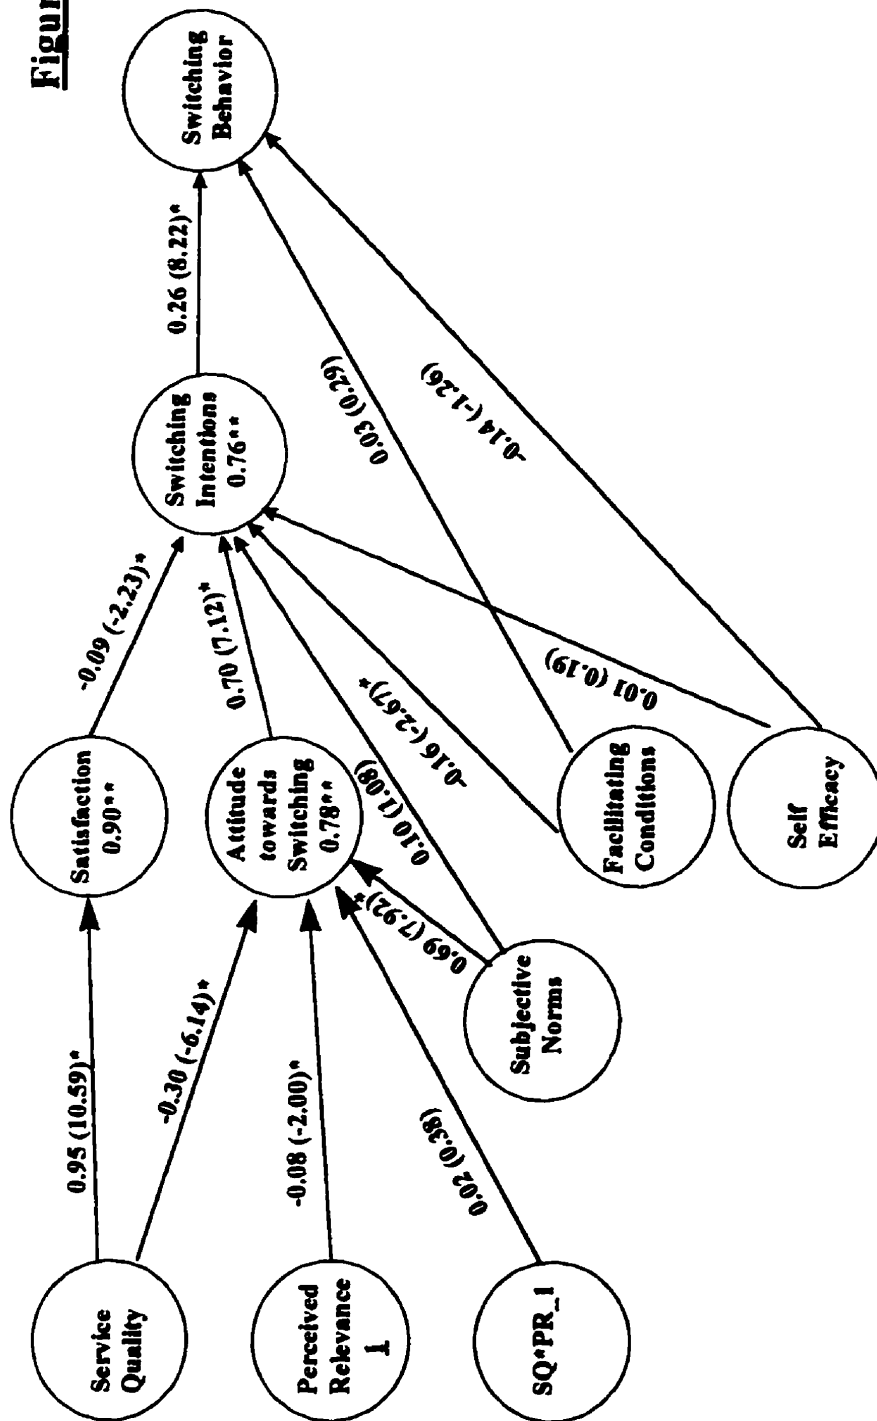 Figur
Service
Quality
Perceived
Relevance
1
SQ*PR_1
0.95 (10.59)*
-0.30 (-6.14)*
-0.08 (-2.00)*
0.02 (0.38)
Subjective
Norms
0.69 (7.92)*
Satisfaction
0.90**
Attitude
towards
Switching
0.78**
Facilitating
Conditions
Self
Efficacy
-0.09 (-2.23)*
0.70 (7.12)*
0.10 (1.08)
-0.16 (-2.67)*
0.01 (0.19)
Switching
Intentions
0.76**
0.26 (8.22)*
0.03 (0.29)
-0.14 (-1.26)
Switching
Behavior